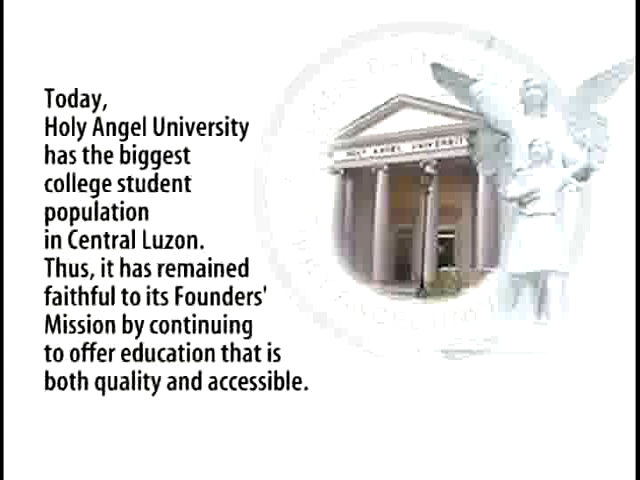 Today,
Holy Angel University
has the biggest
college student
population
in Central Luzon.
Thus, it has remained
faithful to its Founders'
Mission by continuing
to offer education that is
both quality and accessible.
HOLY ANGEL UNIVERSITY